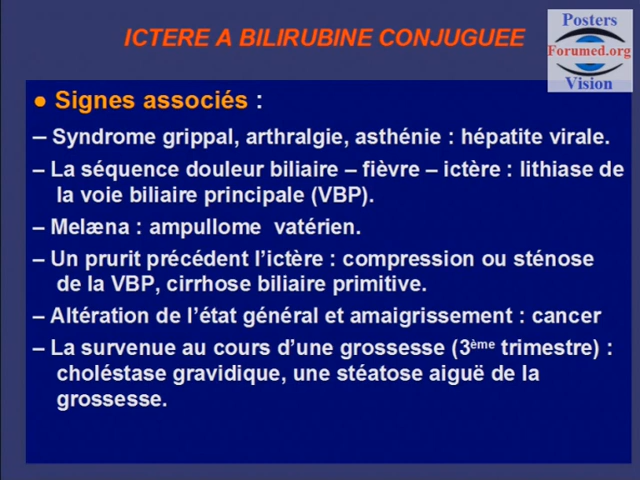 ICTERE A BILIRUBINE CONJUGUEE
Posters
Forumed.org
Vision
● Signes associés :
– Syndrome grippal, arthralgie, asthénie : hépatite virale.
– La séquence douleur biliaire – fièvre – ictère : lithiase de
la voie biliaire principale (VBP).
– Melæna : ampullome vatérien.
– Un prurit précédent l’ictère : compression ou sténose
de la VBP, cirrhose biliaire primitive.
– Altération de l’état général et amaigrissement : cancer
– La survenue au cours d’une grossesse (3ème trimestre) :
choléstase gravidique, une stéatose aiguë de la
grossesse.